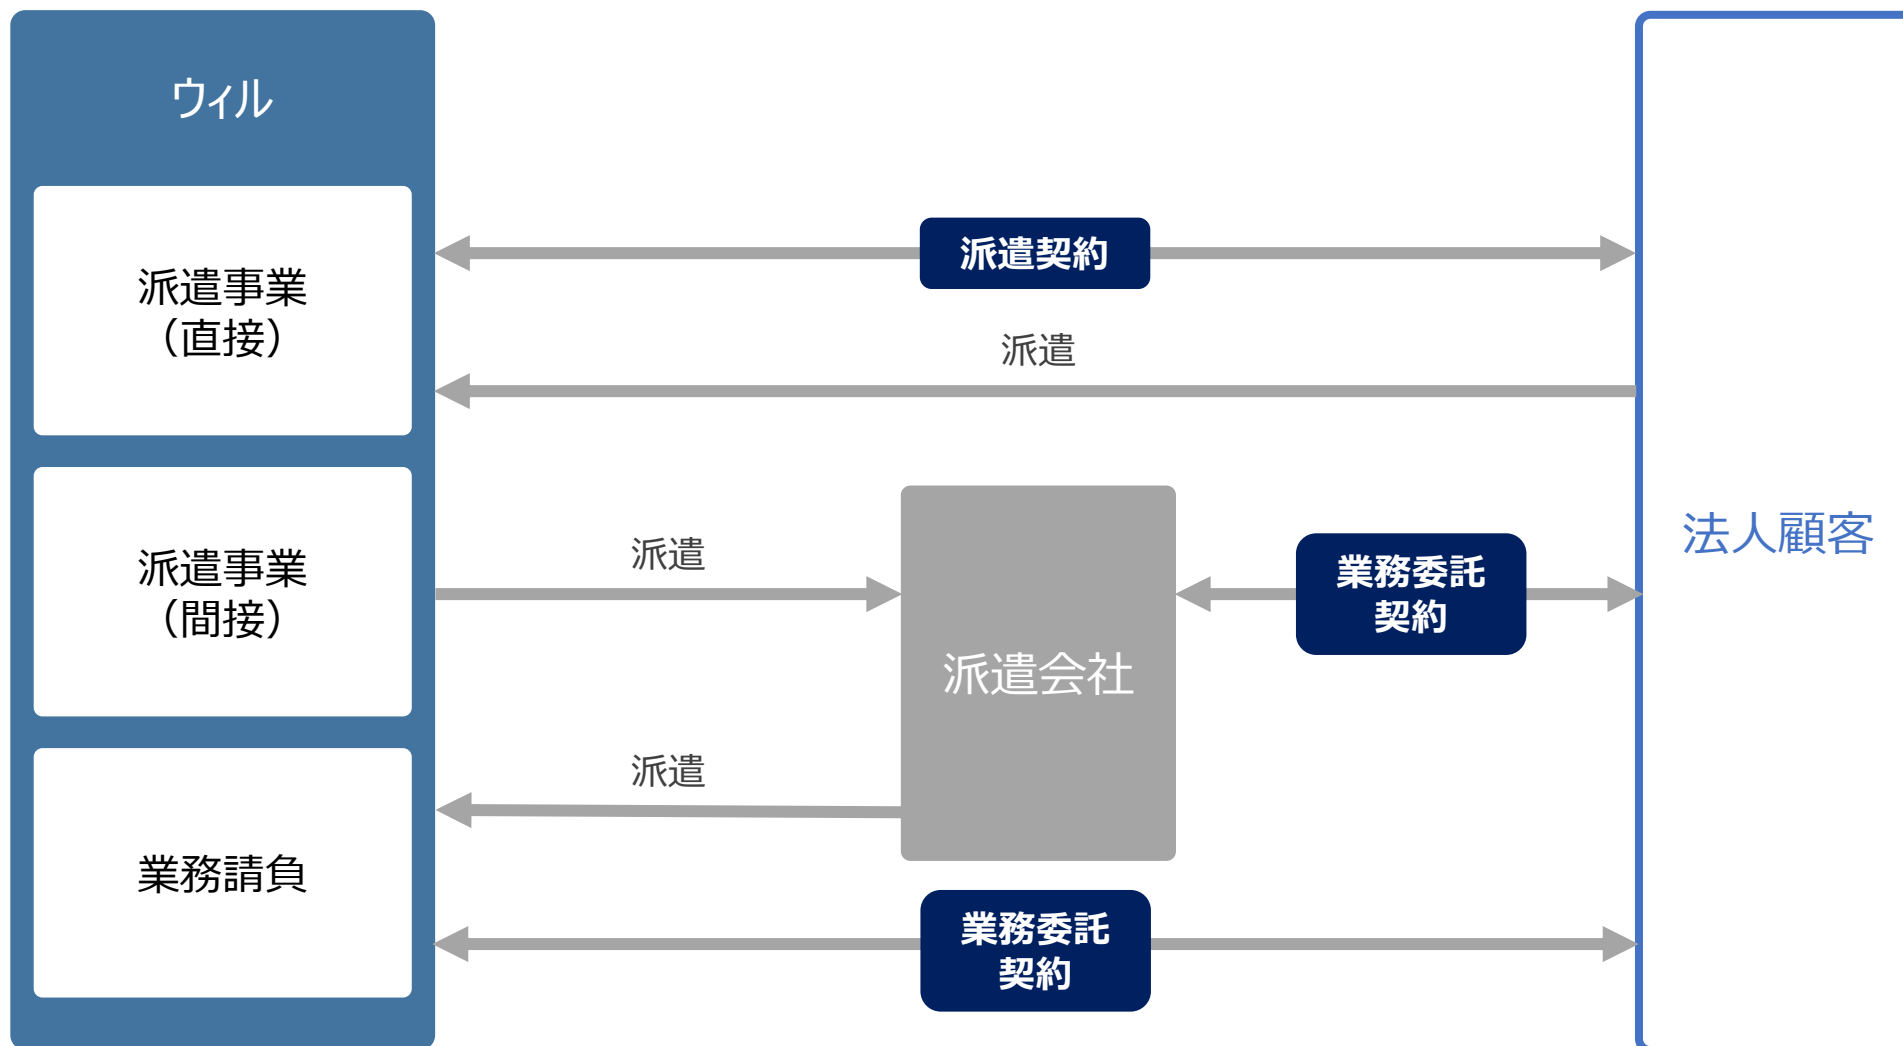 ウィル
派遣事業
（直接）
派遣契約
派遣
派遣事業
（間接）
派遣
派遣会社
業務委託
契約
法人顧客
派遣
業務請負
業務委託
契約